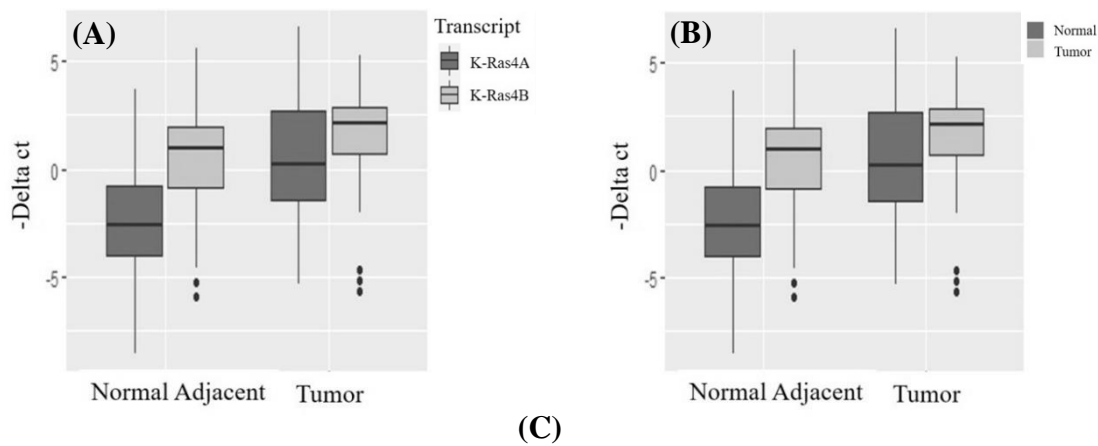 (A)
Transcript
K-Ras4A
K-Ras4B
5
0
-5
-Delta ct
Normal Adjacent
Tumor
(B)
Normal
Tumor
5
0
-5
-Delta ct
Normal Adjacent
Tumor
(C)